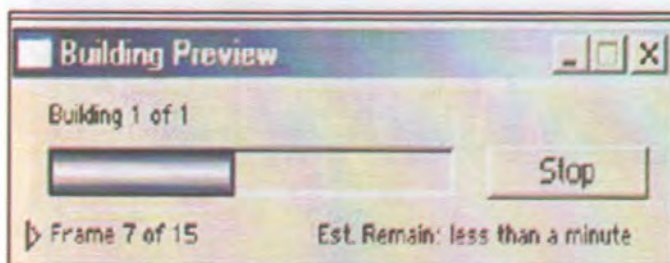 Building Preview
Building 1 of 1
Stop
Frame 7 of 15 Est. Remain: less than a minute